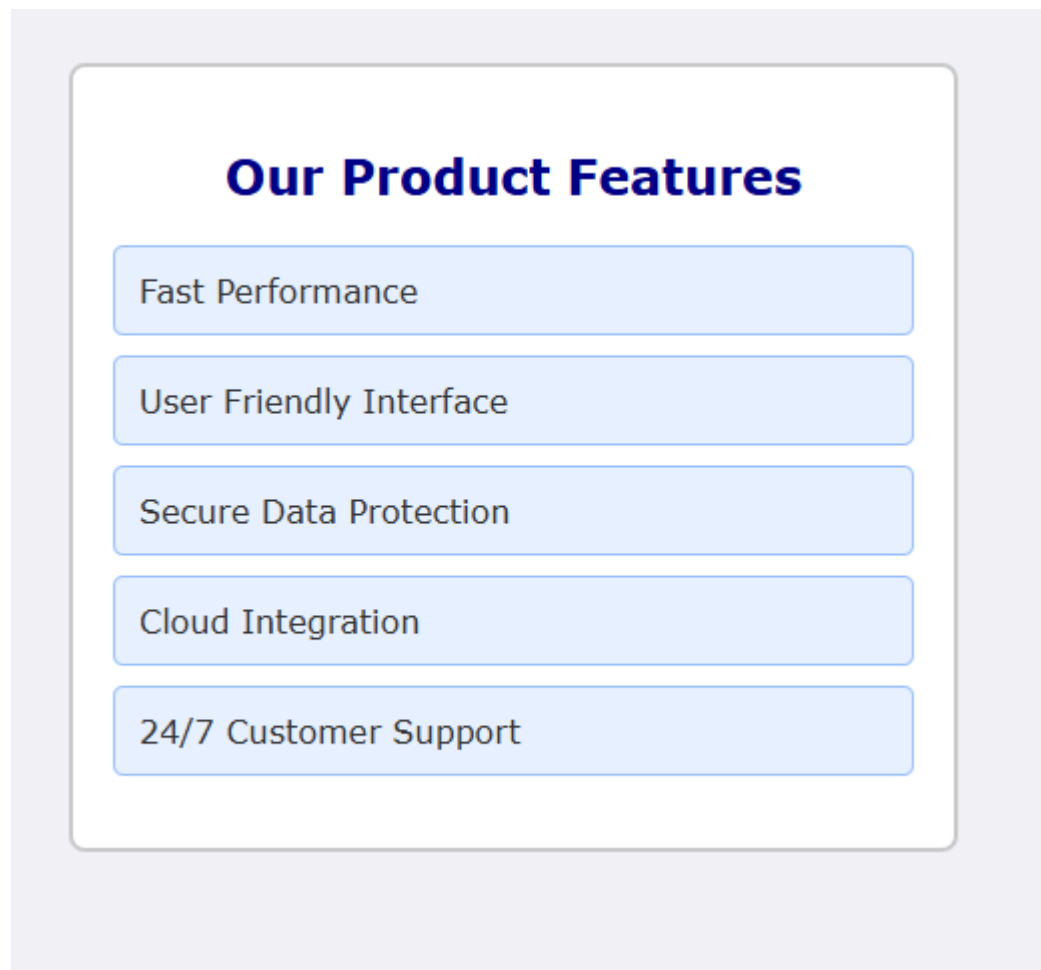 Our Product Features
Fast Performance
User Friendly Interface
Secure Data Protection
Cloud Integration
24/7 Customer Support